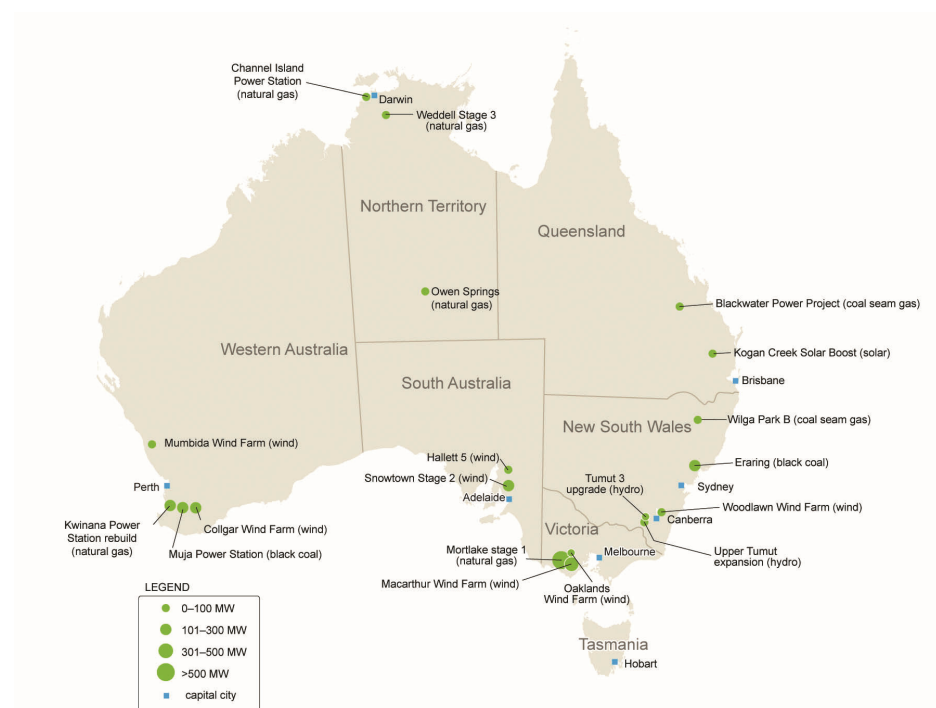 Channel Island
Power Station
(natural gas)
Darwin
Weddell Stage 3
(natural gas)
Northern Territory
Queensland
Owen Springs
(natural gas)
Blackwater Power Project (coal seam gas)
Western Australia
Kogan Creek Solar Boost (solar)
South Australia
Brisbane
Wilga Park B (coal seam gas)
New South Wales
Mumbida Wind Farm (wind)
Hallett 5 (wind)
Eraring (black coal)
Snowtown Stage 2 (wind)
Tumut 3
upgrade (hydro)
Perth
Sydney
Adelaide
Woodlawn Wind Farm (wind)
Canberra
Kwinana Power
Station rebuild
(natural gas)
Collgar Wind Farm (wind)
Victoria
Muja Power Station (black coal)
Mortlake stage 1
(natural gas)
Melbourne
Upper Tumut
expansion (hydro)
Macarthur Wind Farm (wind)
Oaklands
Wind Farm (wind)
LEGEND
0–100 MW
101–300 MW
301–500 MW
>500 MW
capital city
Tasmania
Hobart